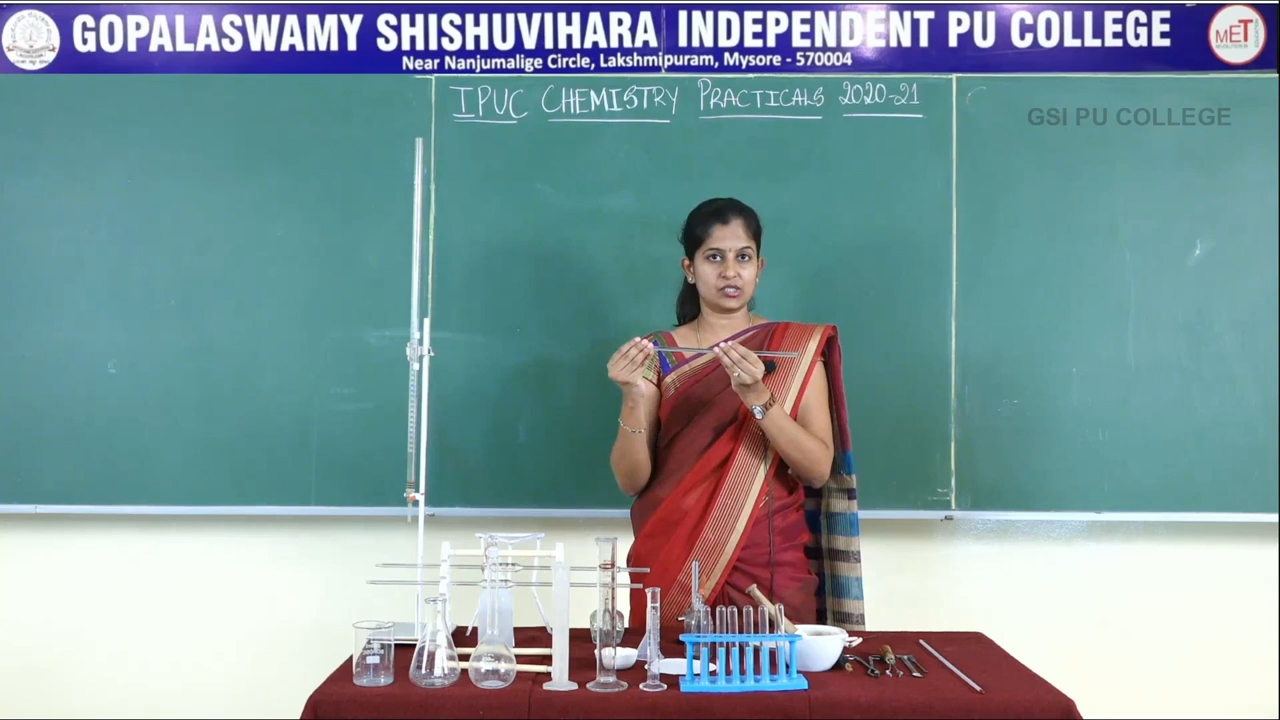 GOPALASWAMY SHISHUVIHARA INDEPENDENT PU COLLEGE
Near Nanjumalige Circle, Lakshmipuram, Mysore - 570004
MET
I PUC CHEMISTRY PRACTICALS 2020-21
GSI PU COLLEGE